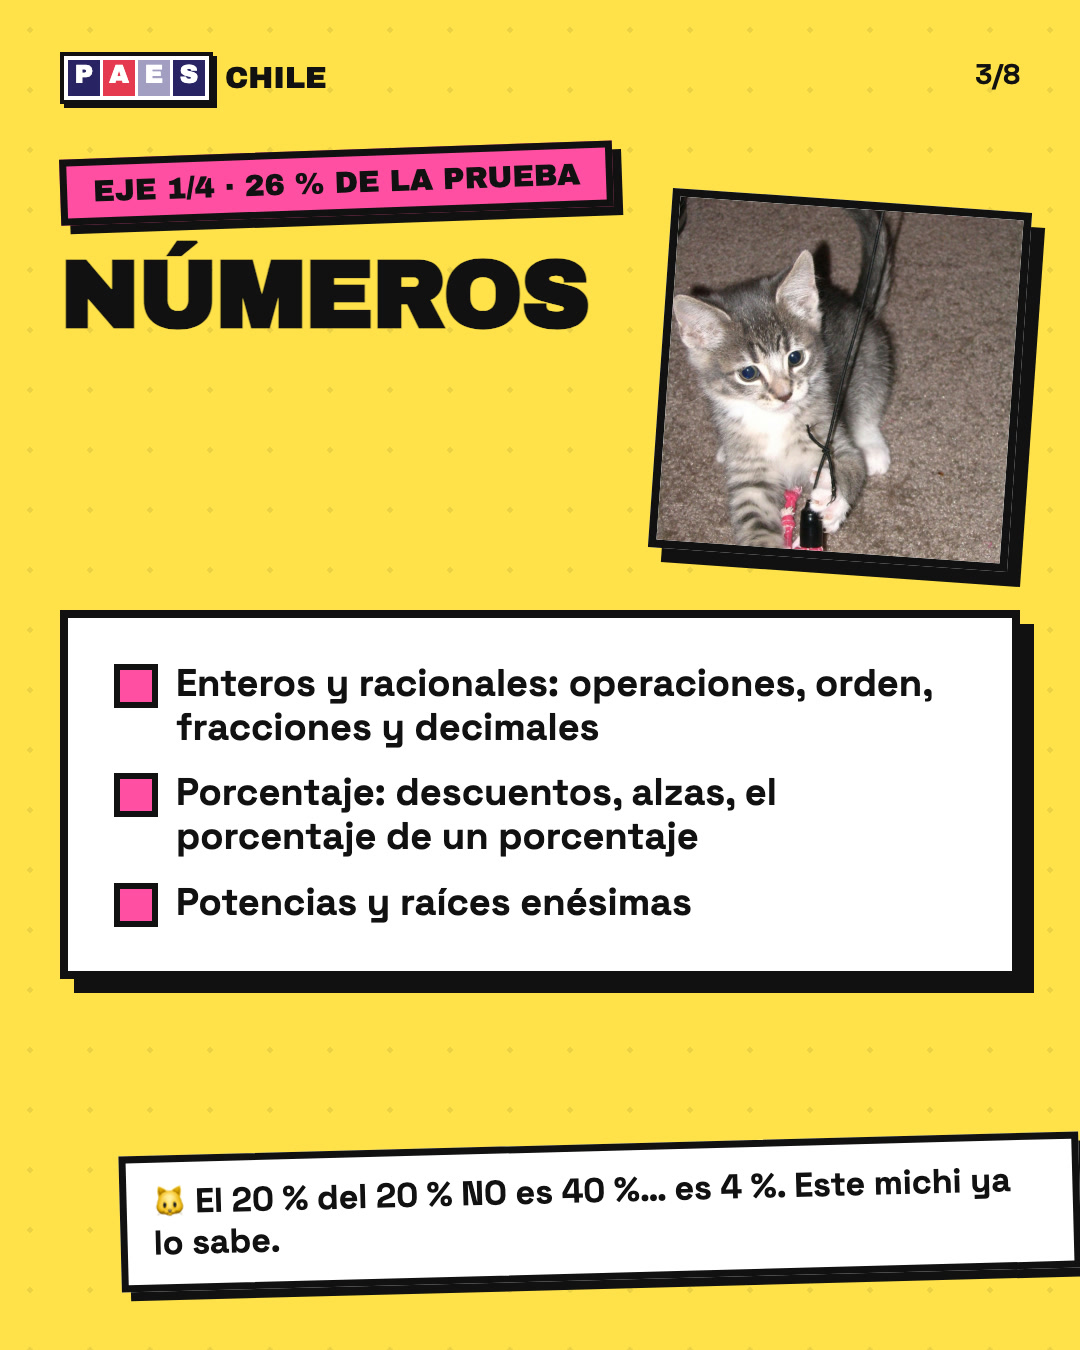 PAES CHILE
3/8
EJE 1/4 · 26 % DE LA PRUEBA
NÚMEROS
Enteros y racionales: operaciones, orden,
fracciones y decimales
Porcentaje: descuentos, alzas, el
porcentaje de un porcentaje
Potencias y raíces enésimas
🐱 El 20 % del 20 % NO es 40 %... es 4 %. Este michi ya
lo sabe.